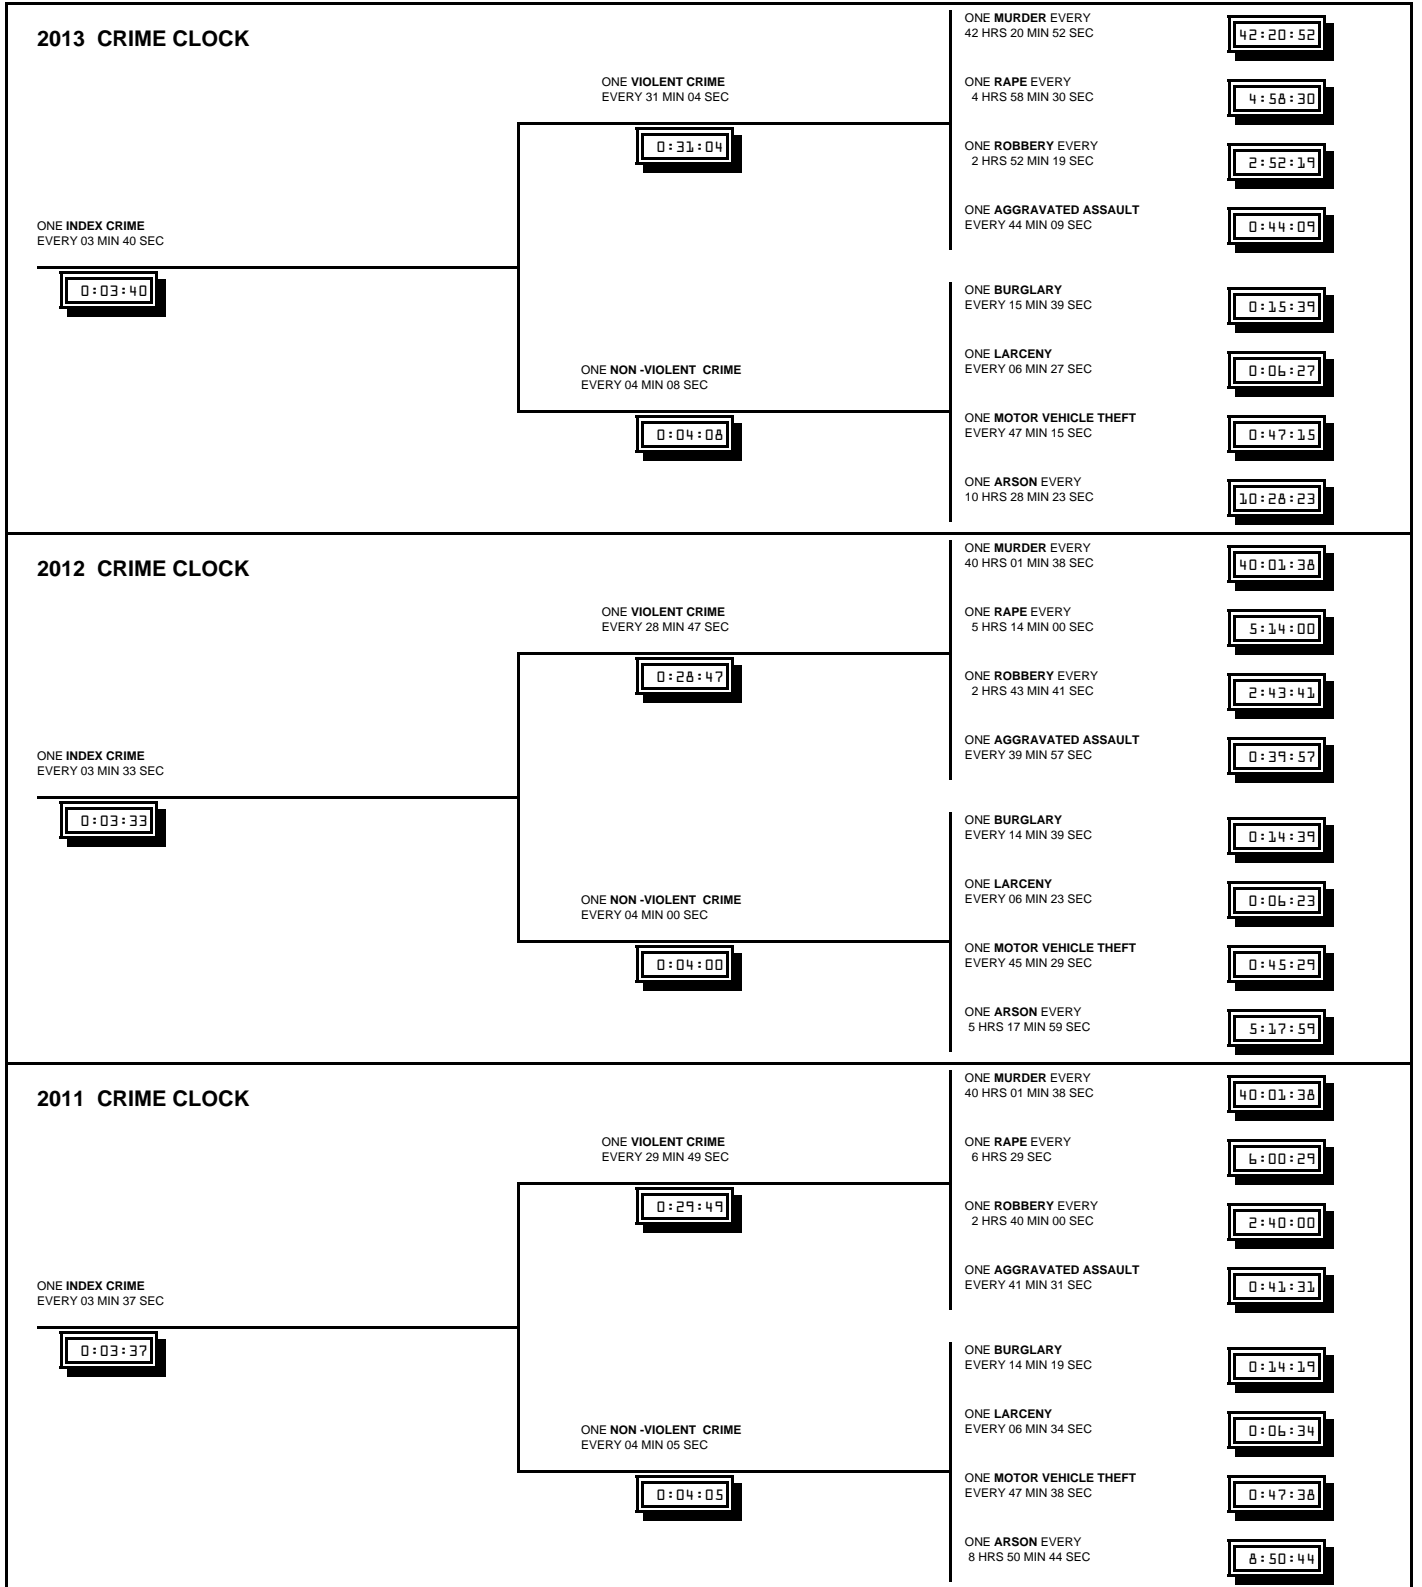 2013 CRIME CLOCK
ONE INDEX CRIME
EVERY 03 MIN 40 SEC
0:03:40
ONE VIOLENT CRIME
EVERY 31 MIN 04 SEC
0:31:04
ONE NON -VIOLENT CRIME
EVERY 04 MIN 08 SEC
0:04:08
ONE MURDER EVERY
42 HRS 20 MIN 52 SEC
42:20:52
ONE RAPE EVERY
4 HRS 58 MIN 30 SEC
4:58:30
ONE ROBBERY EVERY
2 HRS 52 MIN 19 SEC
2:52:19
ONE AGGRAVATED ASSAULT
EVERY 44 MIN 09 SEC
0:44:09
ONE BURGLARY
EVERY 15 MIN 39 SEC
0:15:39
ONE LARCENY
EVERY 06 MIN 27 SEC
0:06:27
ONE MOTOR VEHICLE THEFT
EVERY 47 MIN 15 SEC
0:47:15
ONE ARSON EVERY
10 HRS 28 MIN 23 SEC
10:28:23
2012 CRIME CLOCK
ONE INDEX CRIME
EVERY 03 MIN 33 SEC
0:03:33
ONE VIOLENT CRIME
EVERY 28 MIN 47 SEC
0:28:47
ONE NON -VIOLENT CRIME
EVERY 04 MIN 00 SEC
0:04:00
ONE MURDER EVERY
40 HRS 01 MIN 38 SEC
40:01:38
ONE RAPE EVERY
5 HRS 14 MIN 00 SEC
5:14:00
ONE ROBBERY EVERY
2 HRS 43 MIN 41 SEC
2:43:41
ONE AGGRAVATED ASSAULT
EVERY 39 MIN 57 SEC
0:39:57
ONE BURGLARY
EVERY 14 MIN 39 SEC
0:14:39
ONE LARCENY
EVERY 06 MIN 23 SEC
0:06:23
ONE MOTOR VEHICLE THEFT
EVERY 45 MIN 29 SEC
0:45:29
ONE ARSON EVERY
5 HRS 17 MIN 59 SEC
5:17:59
2011 CRIME CLOCK
ONE INDEX CRIME
EVERY 03 MIN 37 SEC
0:03:37
ONE VIOLENT CRIME
EVERY 29 MIN 49 SEC
0:29:49
ONE NON -VIOLENT CRIME
EVERY 04 MIN 05 SEC
0:04:05
ONE MURDER EVERY
40 HRS 01 MIN 38 SEC
40:01:38
ONE RAPE EVERY
6 HRS 29 SEC
6:00:29
ONE ROBBERY EVERY
2 HRS 40 MIN 00 SEC
2:40:00
ONE AGGRAVATED ASSAULT
EVERY 41 MIN 31 SEC
0:41:31
ONE BURGLARY
EVERY 14 MIN 19 SEC
0:14:19
ONE LARCENY
EVERY 06 MIN 34 SEC
0:06:34
ONE MOTOR VEHICLE THEFT
EVERY 47 MIN 38 SEC
0:47:38
ONE ARSON EVERY
8 HRS 50 MIN 44 SEC
8:50:44